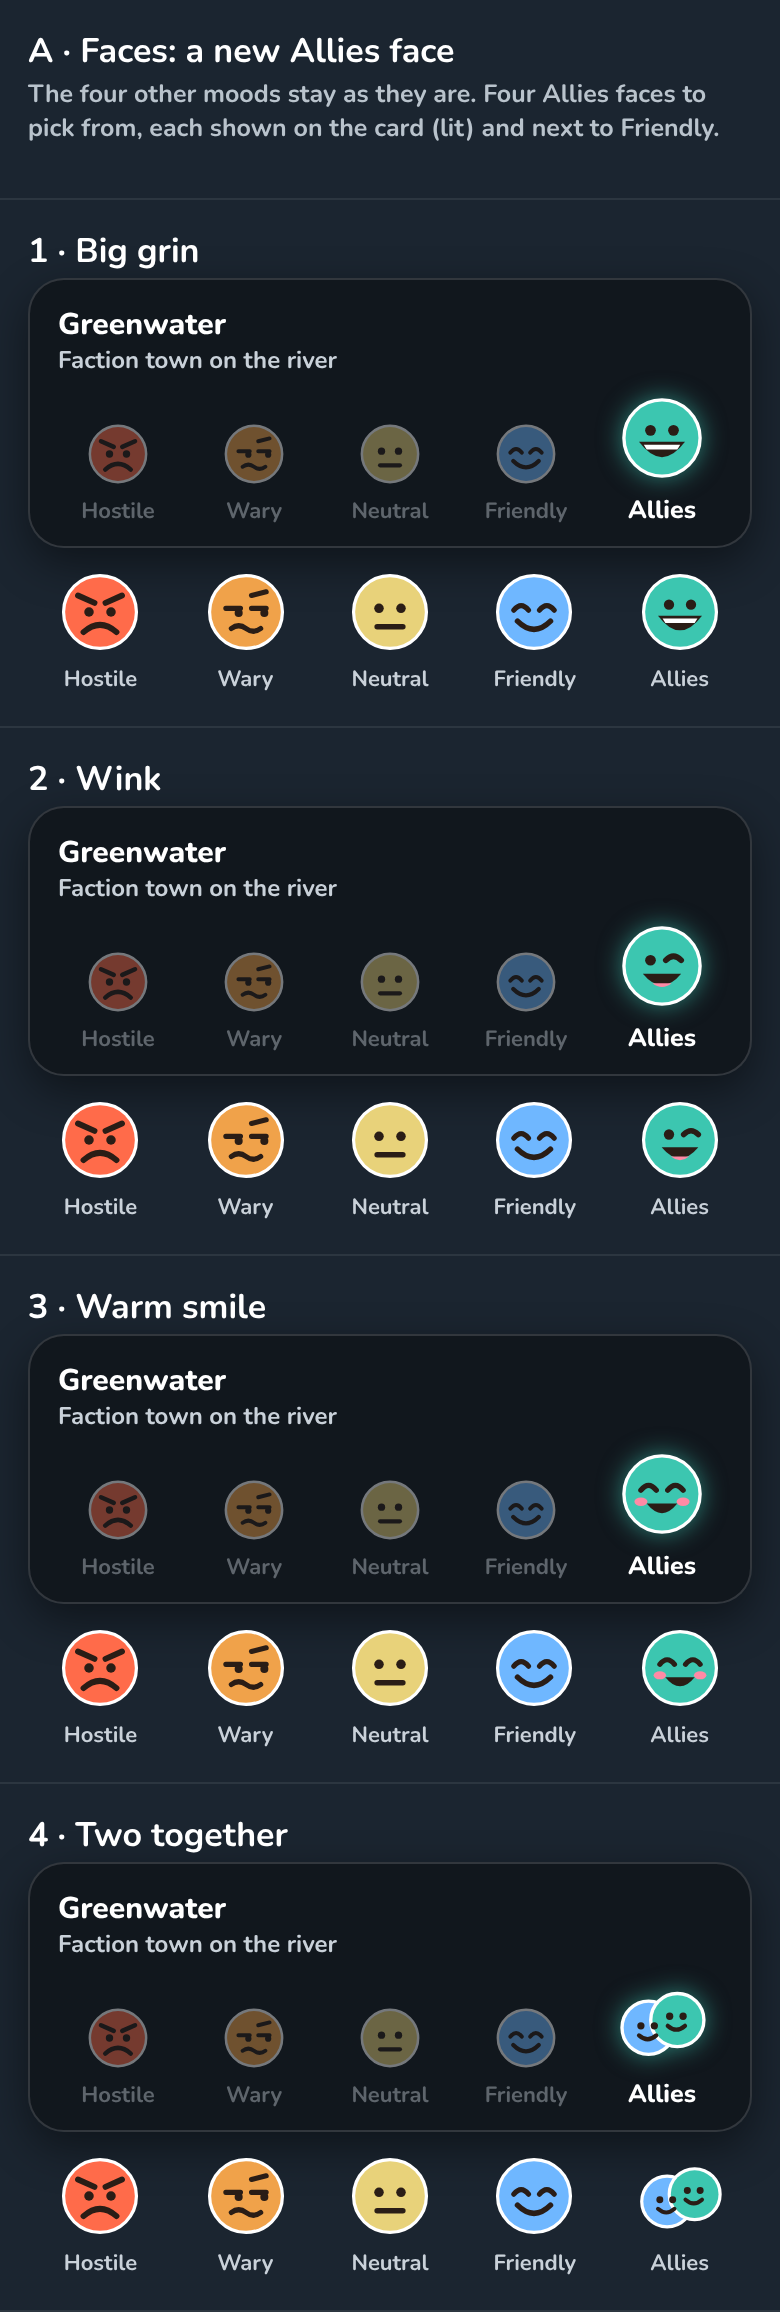 A · Faces: a new Allies face
The four other moods stay as they are. Four Allies faces to
pick from, each shown on the card (lit) and next to Friendly.
1 · Big grin
Greenwater
Faction town on the river
Hostile Wary Neutral Friendly Allies
Hostile Wary Neutral Friendly Allies
2 · Wink
Greenwater
Faction town on the river
Hostile Wary Neutral Friendly Allies
Hostile Wary Neutral Friendly Allies
3 · Warm smile
Greenwater
Faction town on the river
Hostile Wary Neutral Friendly Allies
Hostile Wary Neutral Friendly Allies
4 · Two together
Greenwater
Faction town on the river
Hostile Wary Neutral Friendly Allies
Hostile Wary Neutral Friendly Allies